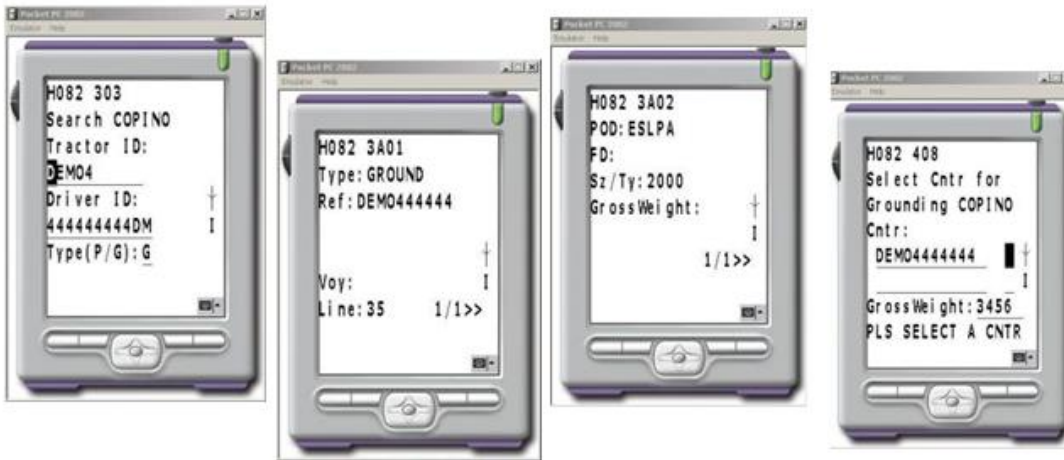 Pocket PC 2002
Emulator Help
H082 303
Search COPINO
Tractor ID:
DEMO4
Driver ID:
444444444DM
Type(P/G): G
Pocket PC 2002
Emulator Help
H082 3A01
Type: GROUND
Ref: DEMO444444
Voy:
Line: 35 1/1>>
Pocket PC 2002
Emulator Help
H082 3A02
POD: ESLPA
FD:
Sz/Ty: 2000
GrossWeight:
1/1>>
Pocket PC 2002
Emulator Help
H082 408
Select Cntr for
Grounding COPINO
Cntr:
DEMO4444444
GrossWeight: 3456
PLS SELECT A CNTR